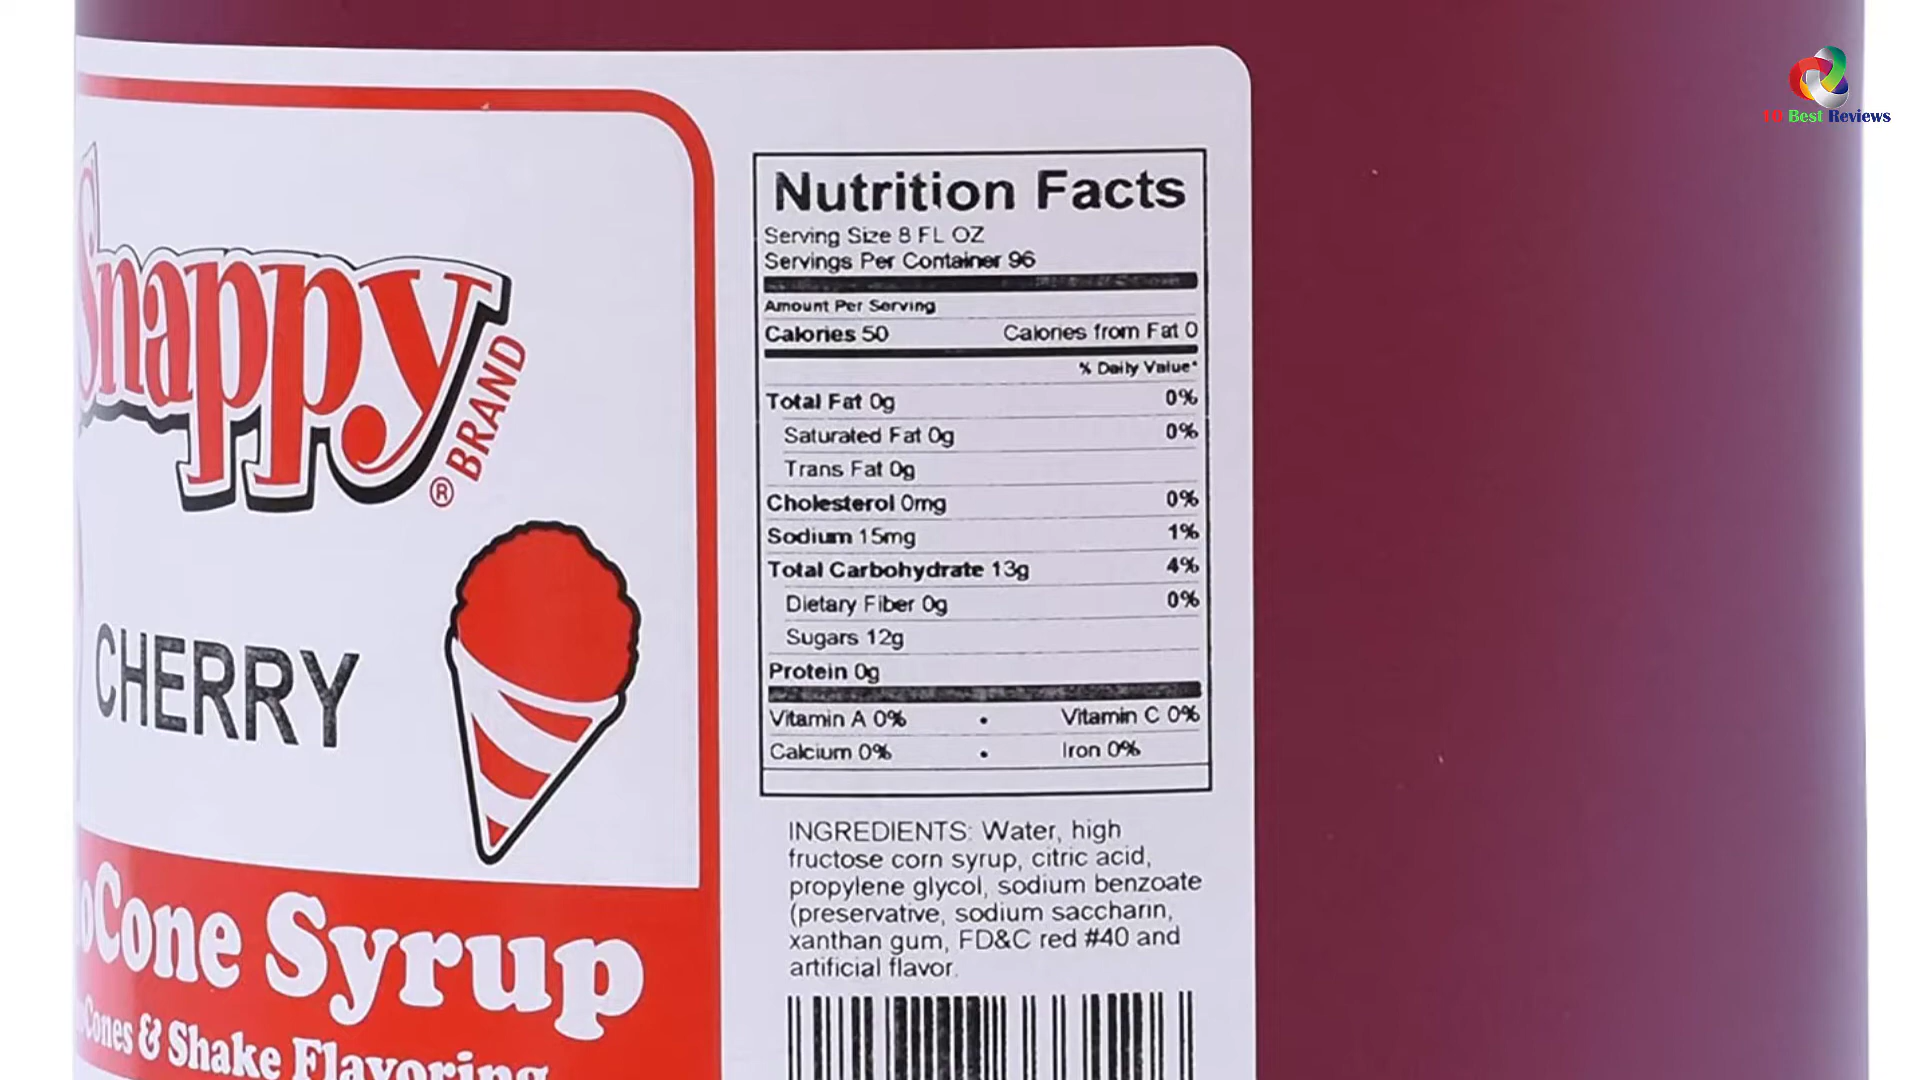 Snappy
® BRAND
CHERRY
oCone Syrup
Cones & Shake Flavoring
Nutrition Facts
Serving Size 8 FL OZ
Servings Per Container 96
Amount Per Serving
Calories 50 Calories from Fat 0
% Daily Value*
Total Fat 0g 0%
Saturated Fat 0g 0%
Trans Fat 0g
Cholesterol 0mg 0%
Sodium 15mg 1%
Total Carbohydrate 13g 4%
Dietary Fiber 0g 0%
Sugars 12g
Protein 0g
Vitamin A 0% • Vitamin C 0%
Calcium 0% • Iron 0%
INGREDIENTS: Water, high
fructose corn syrup, citric acid,
propylene glycol, sodium benzoate
(preservative, sodium saccharin,
xanthan gum, FD&C red #40 and
artificial flavor.
10 Best Reviews